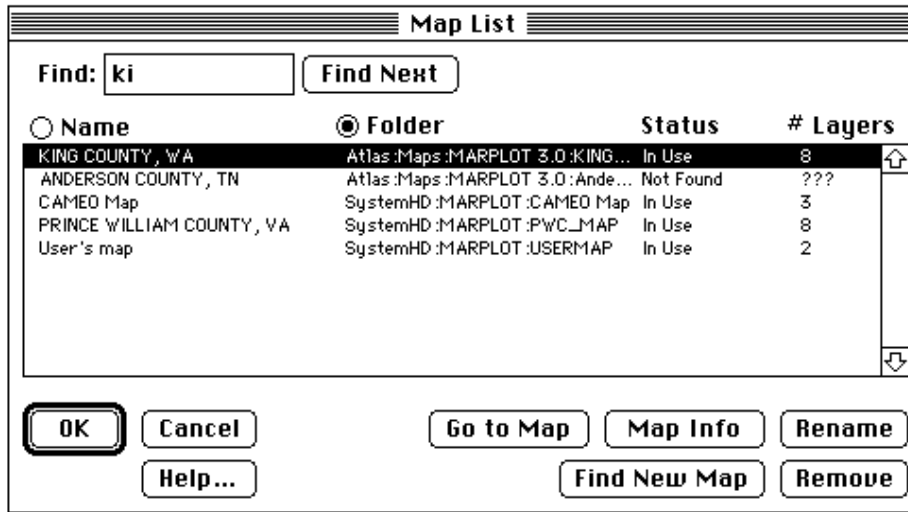 Map List
Find: ki Find Next
Name Folder Status # Layers
KING COUNTY, WA Atlas:Maps:MARPLOT 3.0:KING... In Use 8
ANDERSON COUNTY, TN Atlas:Maps:MARPLOT 3.0:Ande... Not Found ???
CAMEO Map SystemHD:MARPLOT:CAMEO Map In Use 3
PRINCE WILLIAM COUNTY, VA SystemHD:MARPLOT:PWC_MAP In Use 8
User's map SystemHD:MARPLOT:USERMAP In Use 2
OK Cancel Go to Map Map Info Rename
Help... Find New Map Remove